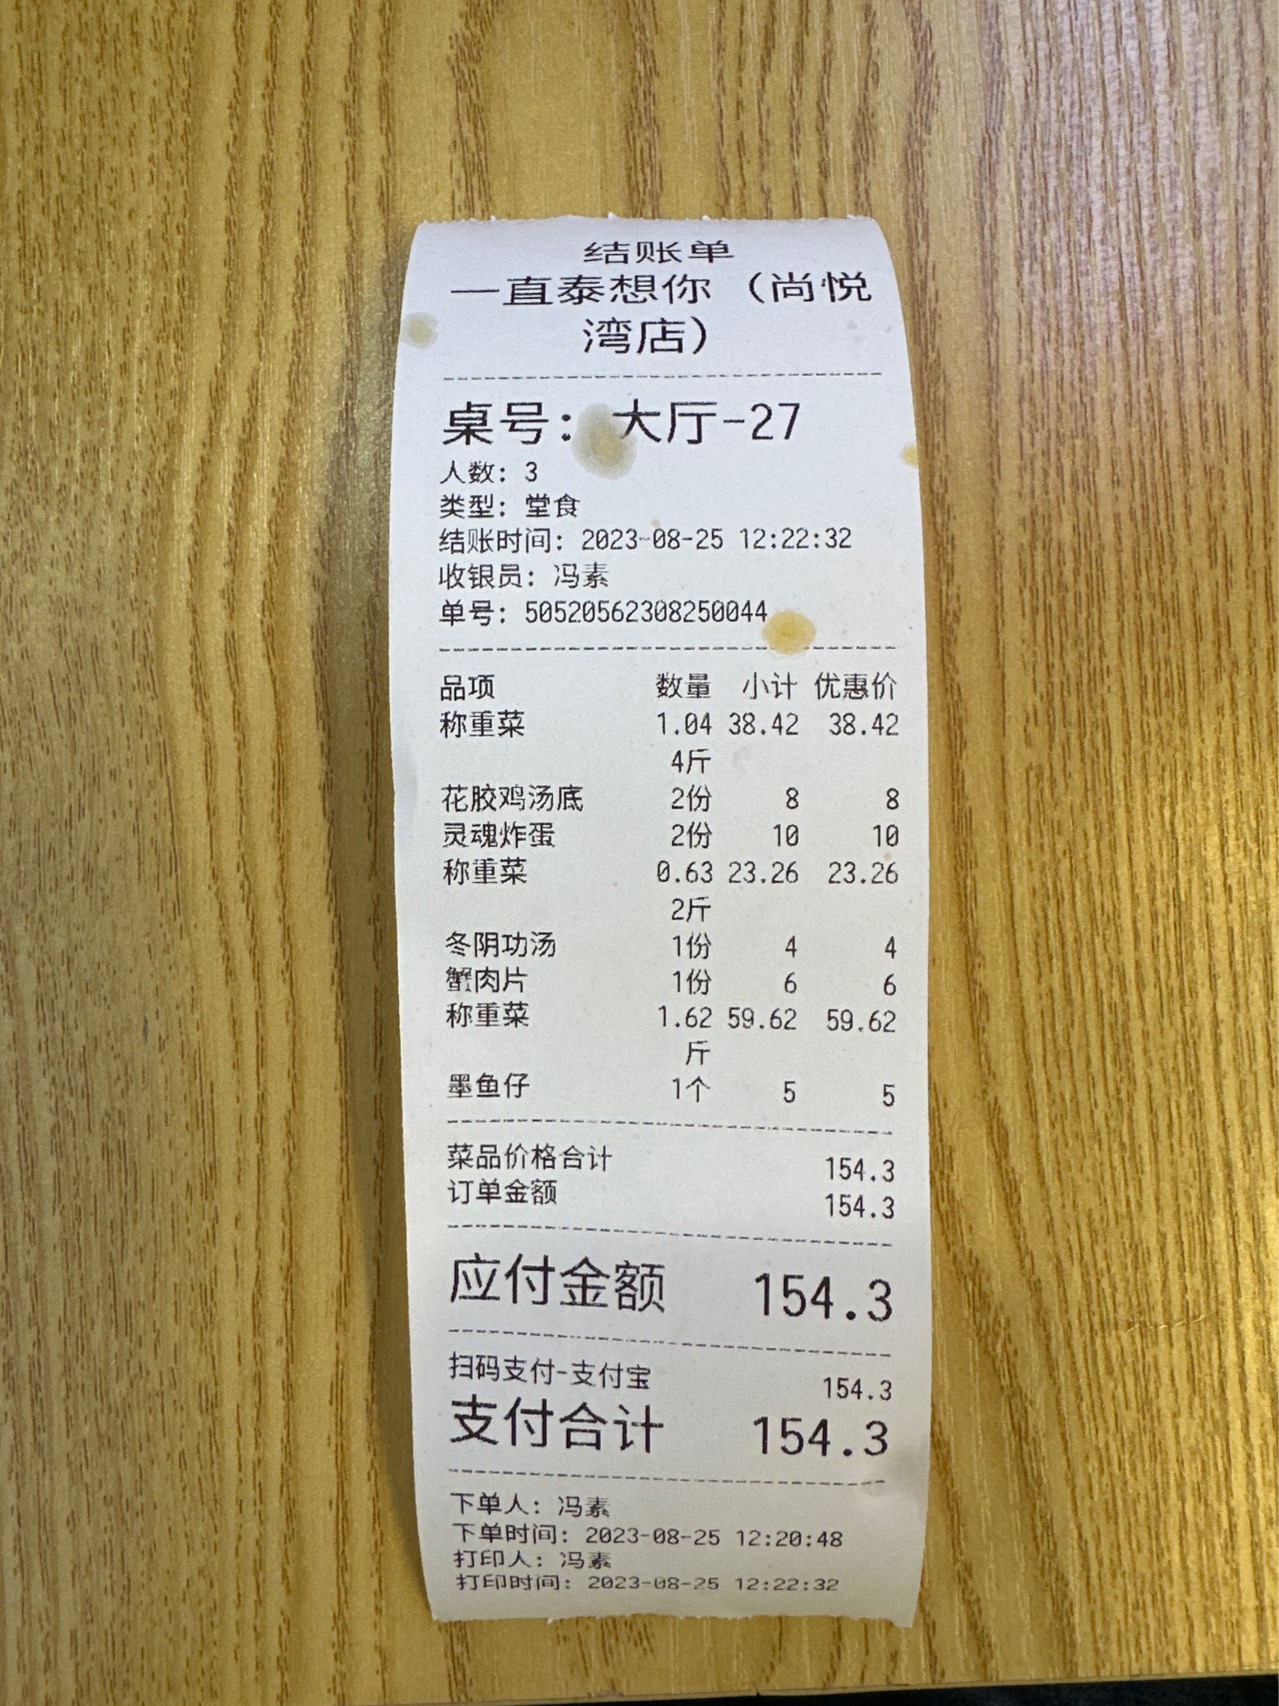 结账单
一直泰想你（尚悦
湾店）
桌号： 大厅-27
人数：3
类型：堂食
结账时间：2023-08-25 12:22:32
收银员：冯素
单号：50520562308250044
品项 数量 小计 优惠价
称重菜 1.04 38.42 38.42
4斤
花胶鸡汤底 2份 8 8
灵魂炸蛋 2份 10 10
称重菜 0.63 23.26 23.26
2斤
冬阴功汤 1份 4 4
蟹肉片 1份 6 6
称重菜 1.62 59.62 59.62
斤
墨鱼仔 1个 5 5
菜品价格合计 154.3
订单金额 154.3
应付金额 154.3
扫码支付-支付宝 154.3
支付合计 154.3
下单人：冯素
下单时间：2023-08-25 12:20:48
打印人：冯素
打印时间：2023-08-25 12:22:32